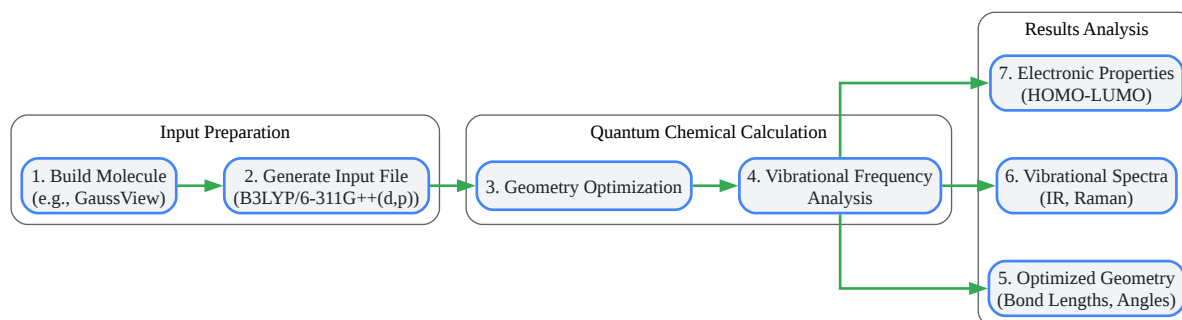 Input Preparation
1. Build Molecule
(e.g., GaussView)
2. Generate Input File
(B3LYP/6-311G++(d,p))
Quantum Chemical Calculation
3. Geometry Optimization
4. Vibrational Frequency
Analysis
Results Analysis
7. Electronic Properties
(HOMO-LUMO)
6. Vibrational Spectra
(IR, Raman)
5. Optimized Geometry
(Bond Lengths, Angles)